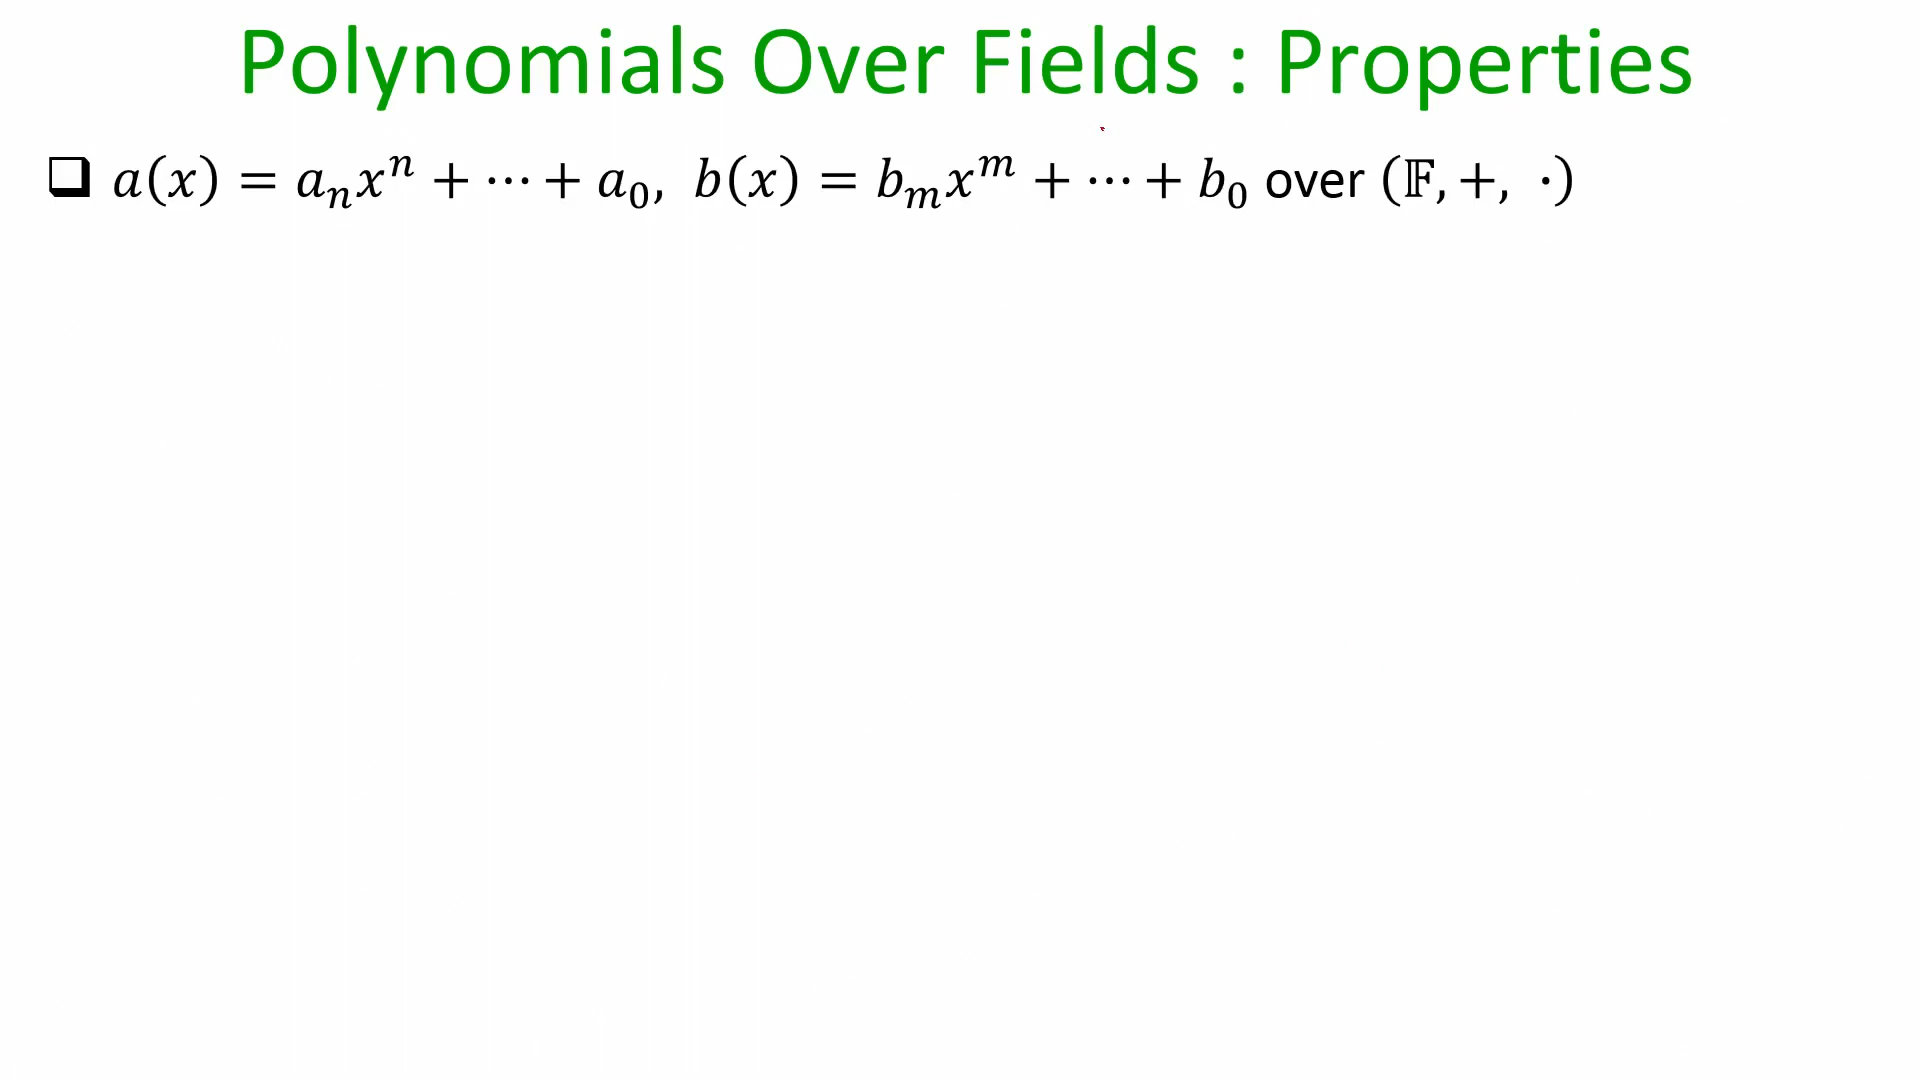 Polynomials Over Fields : Properties
❑ a(x) = aₙxⁿ + ⋯ + a₀, b(x) = bₘxᵐ + ⋯ + b₀ over (𝔽, +, ·)